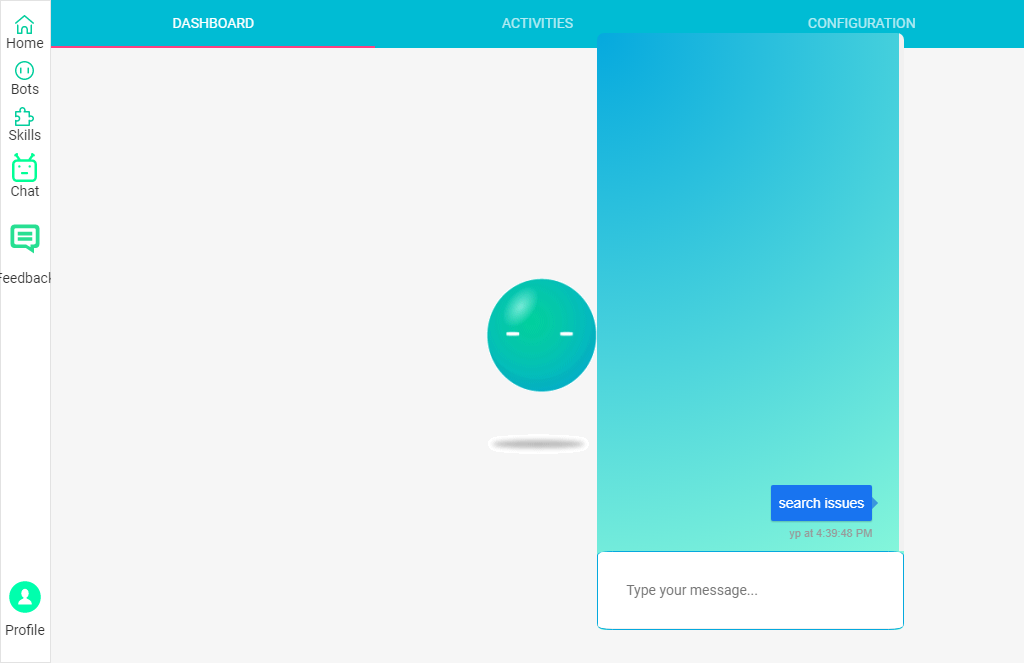 DASHBOARD
ACTIVITIES
CONFIGURATION
Home
Bots
Skills
Chat
Feedback
search issues
yp at 4:39:48 PM
Type your message...
Profile